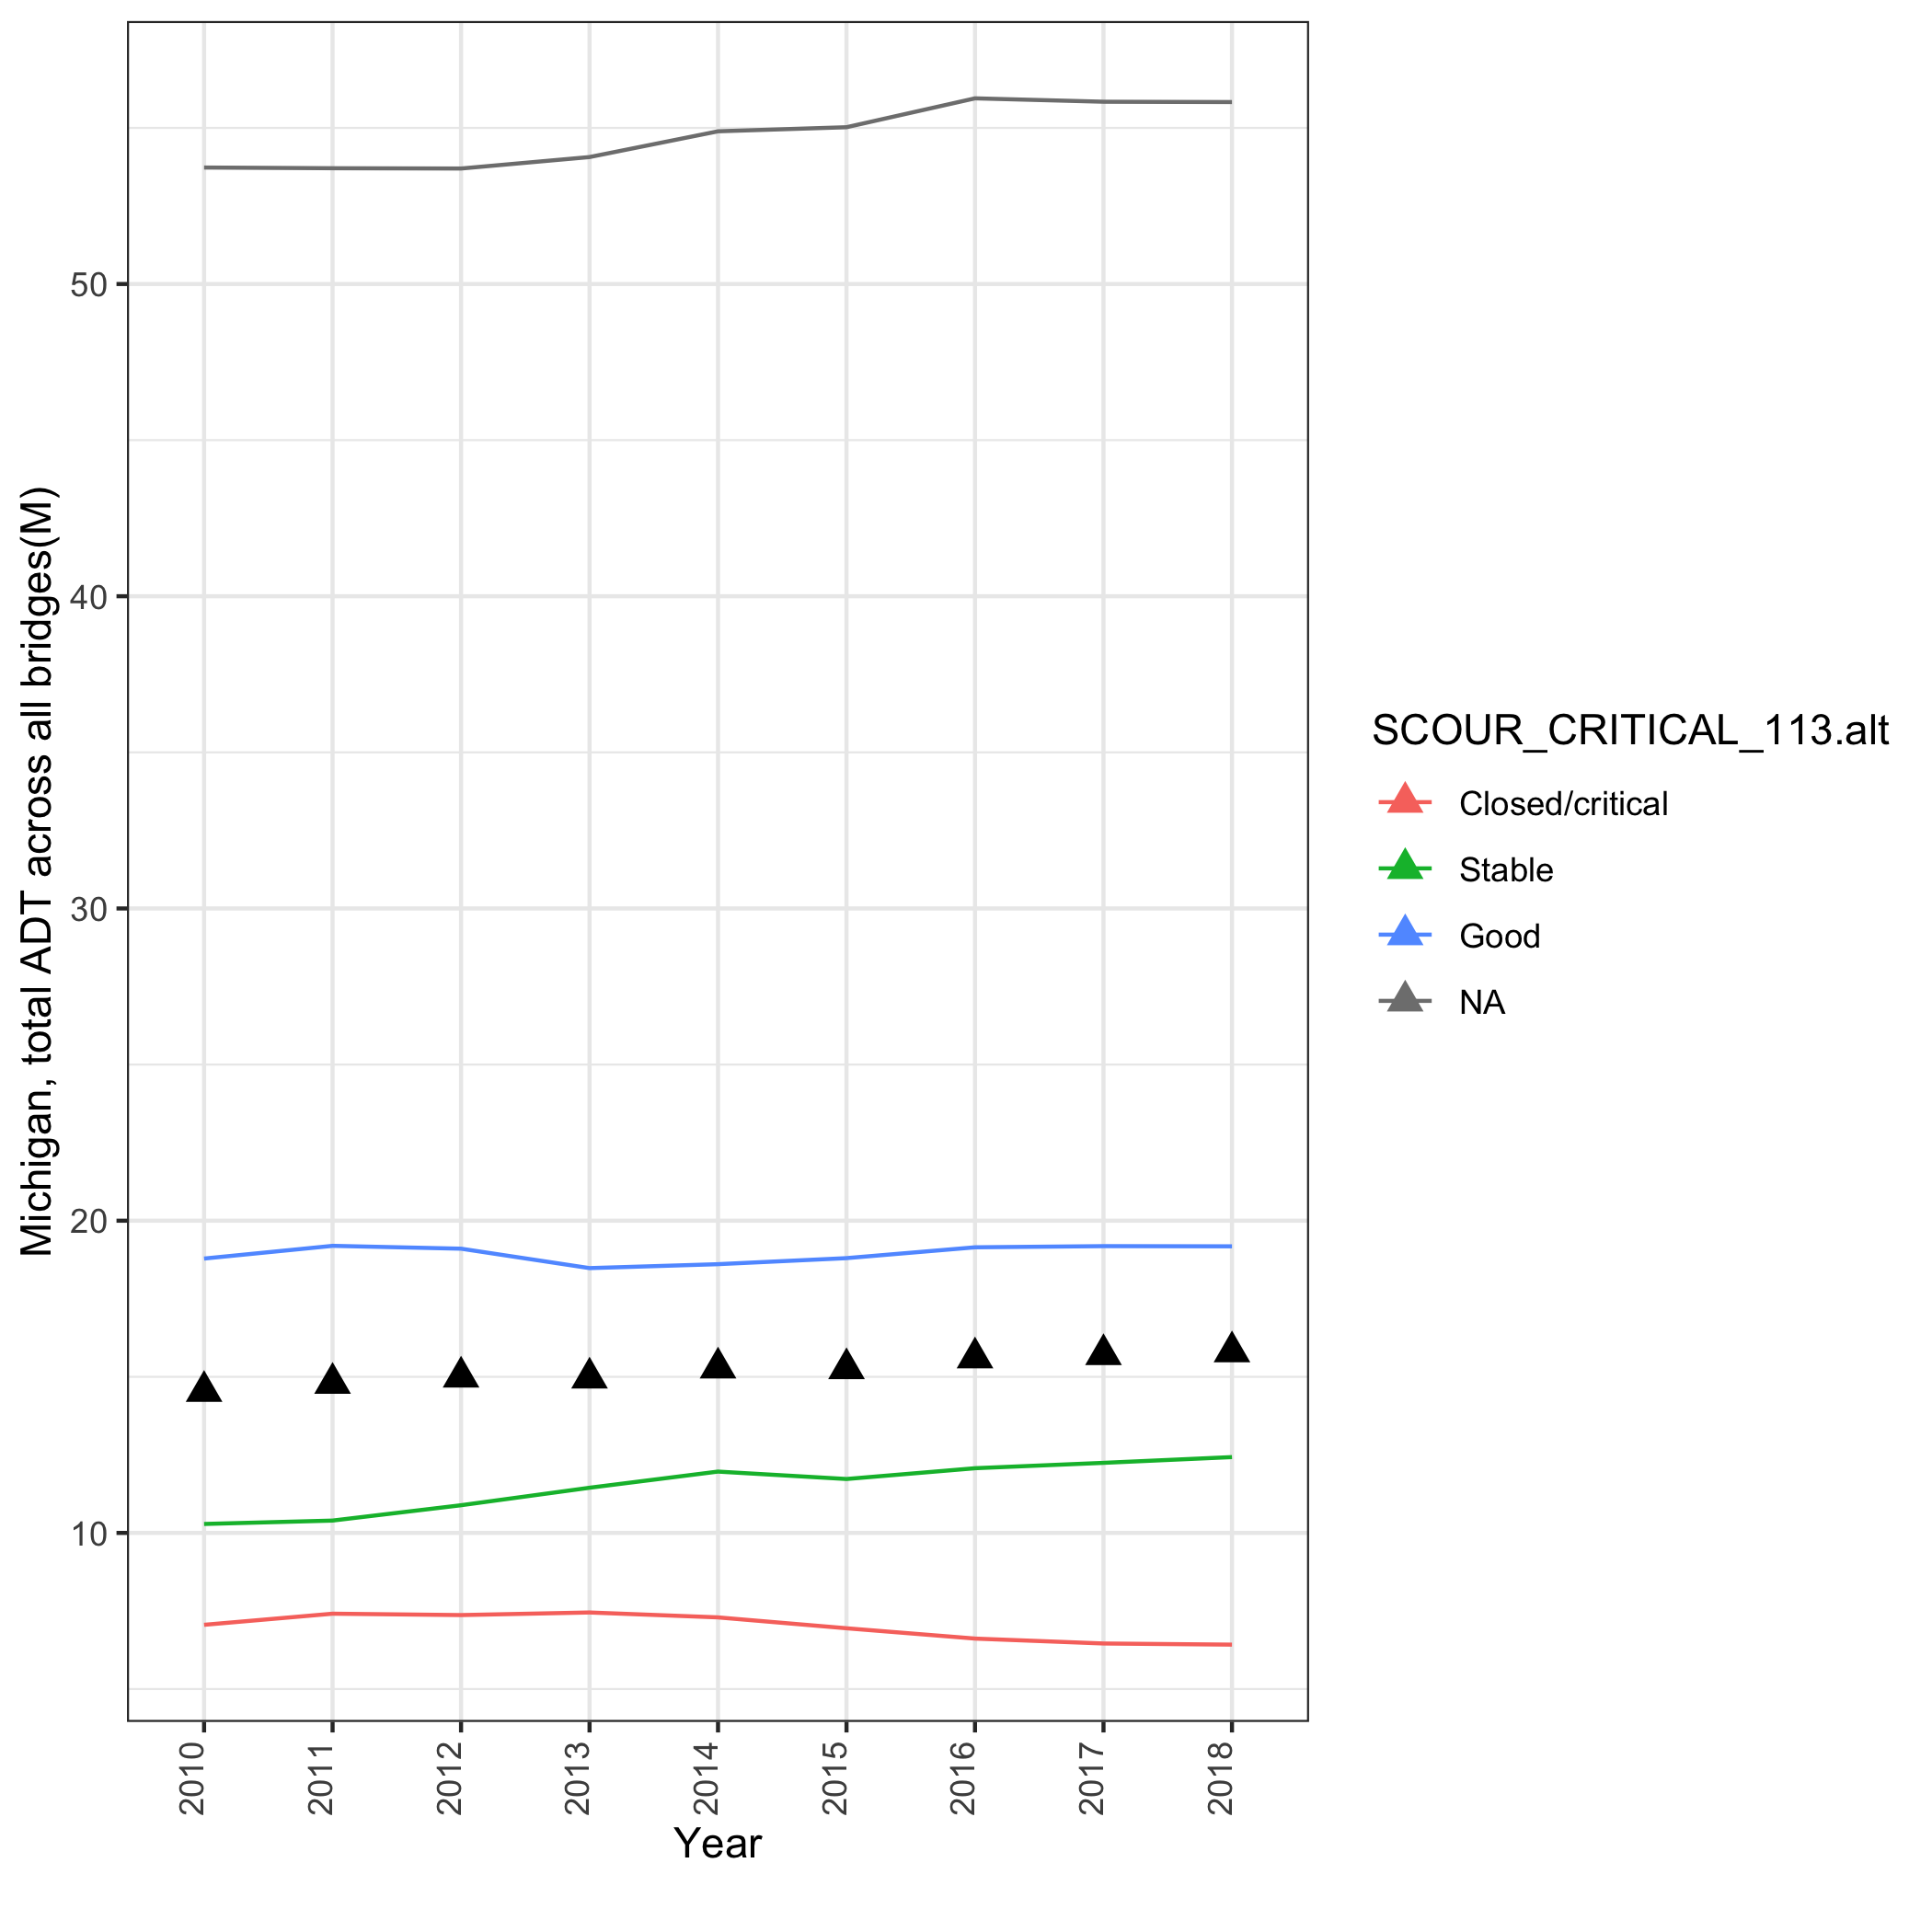 Michigan, total ADT across all bridges(M)
50
40
30
20
10
2010
2011
2012
2013
2014
2015
2016
2017
2018
Year
SCOUR_CRITICAL_113.alt
Closed/critical
Stable
Good
NA